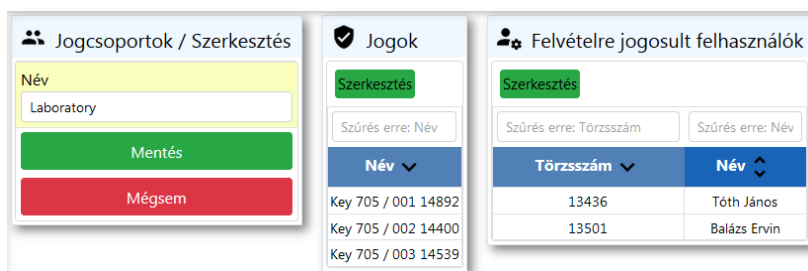 Jogcsoportok / Szerkesztés
Név
Laboratory
Mentés
Mégsem
Jogok
Szerkesztés
Szűrés erre: Név
Név
Key 705 / 001 14892
Key 705 / 002 14400
Key 705 / 003 14539
Felvételre jogosult felhasználók
Szerkesztés
Szűrés erre: Törzsszám Szűrés erre: Név
Törzsszám Név
13436 Tóth János
13501 Balázs Ervin